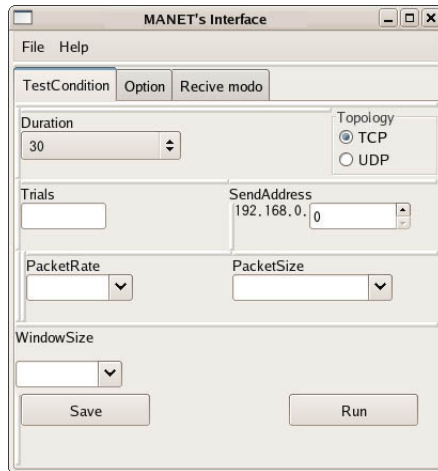 MANET's Interface
File Help
TestCondition Option Recive modo
Duration
30
Topology
TCP
UDP
Trials
SendAddress
192.168.0. 0
PacketRate
PacketSize
WindowSize
Save Run